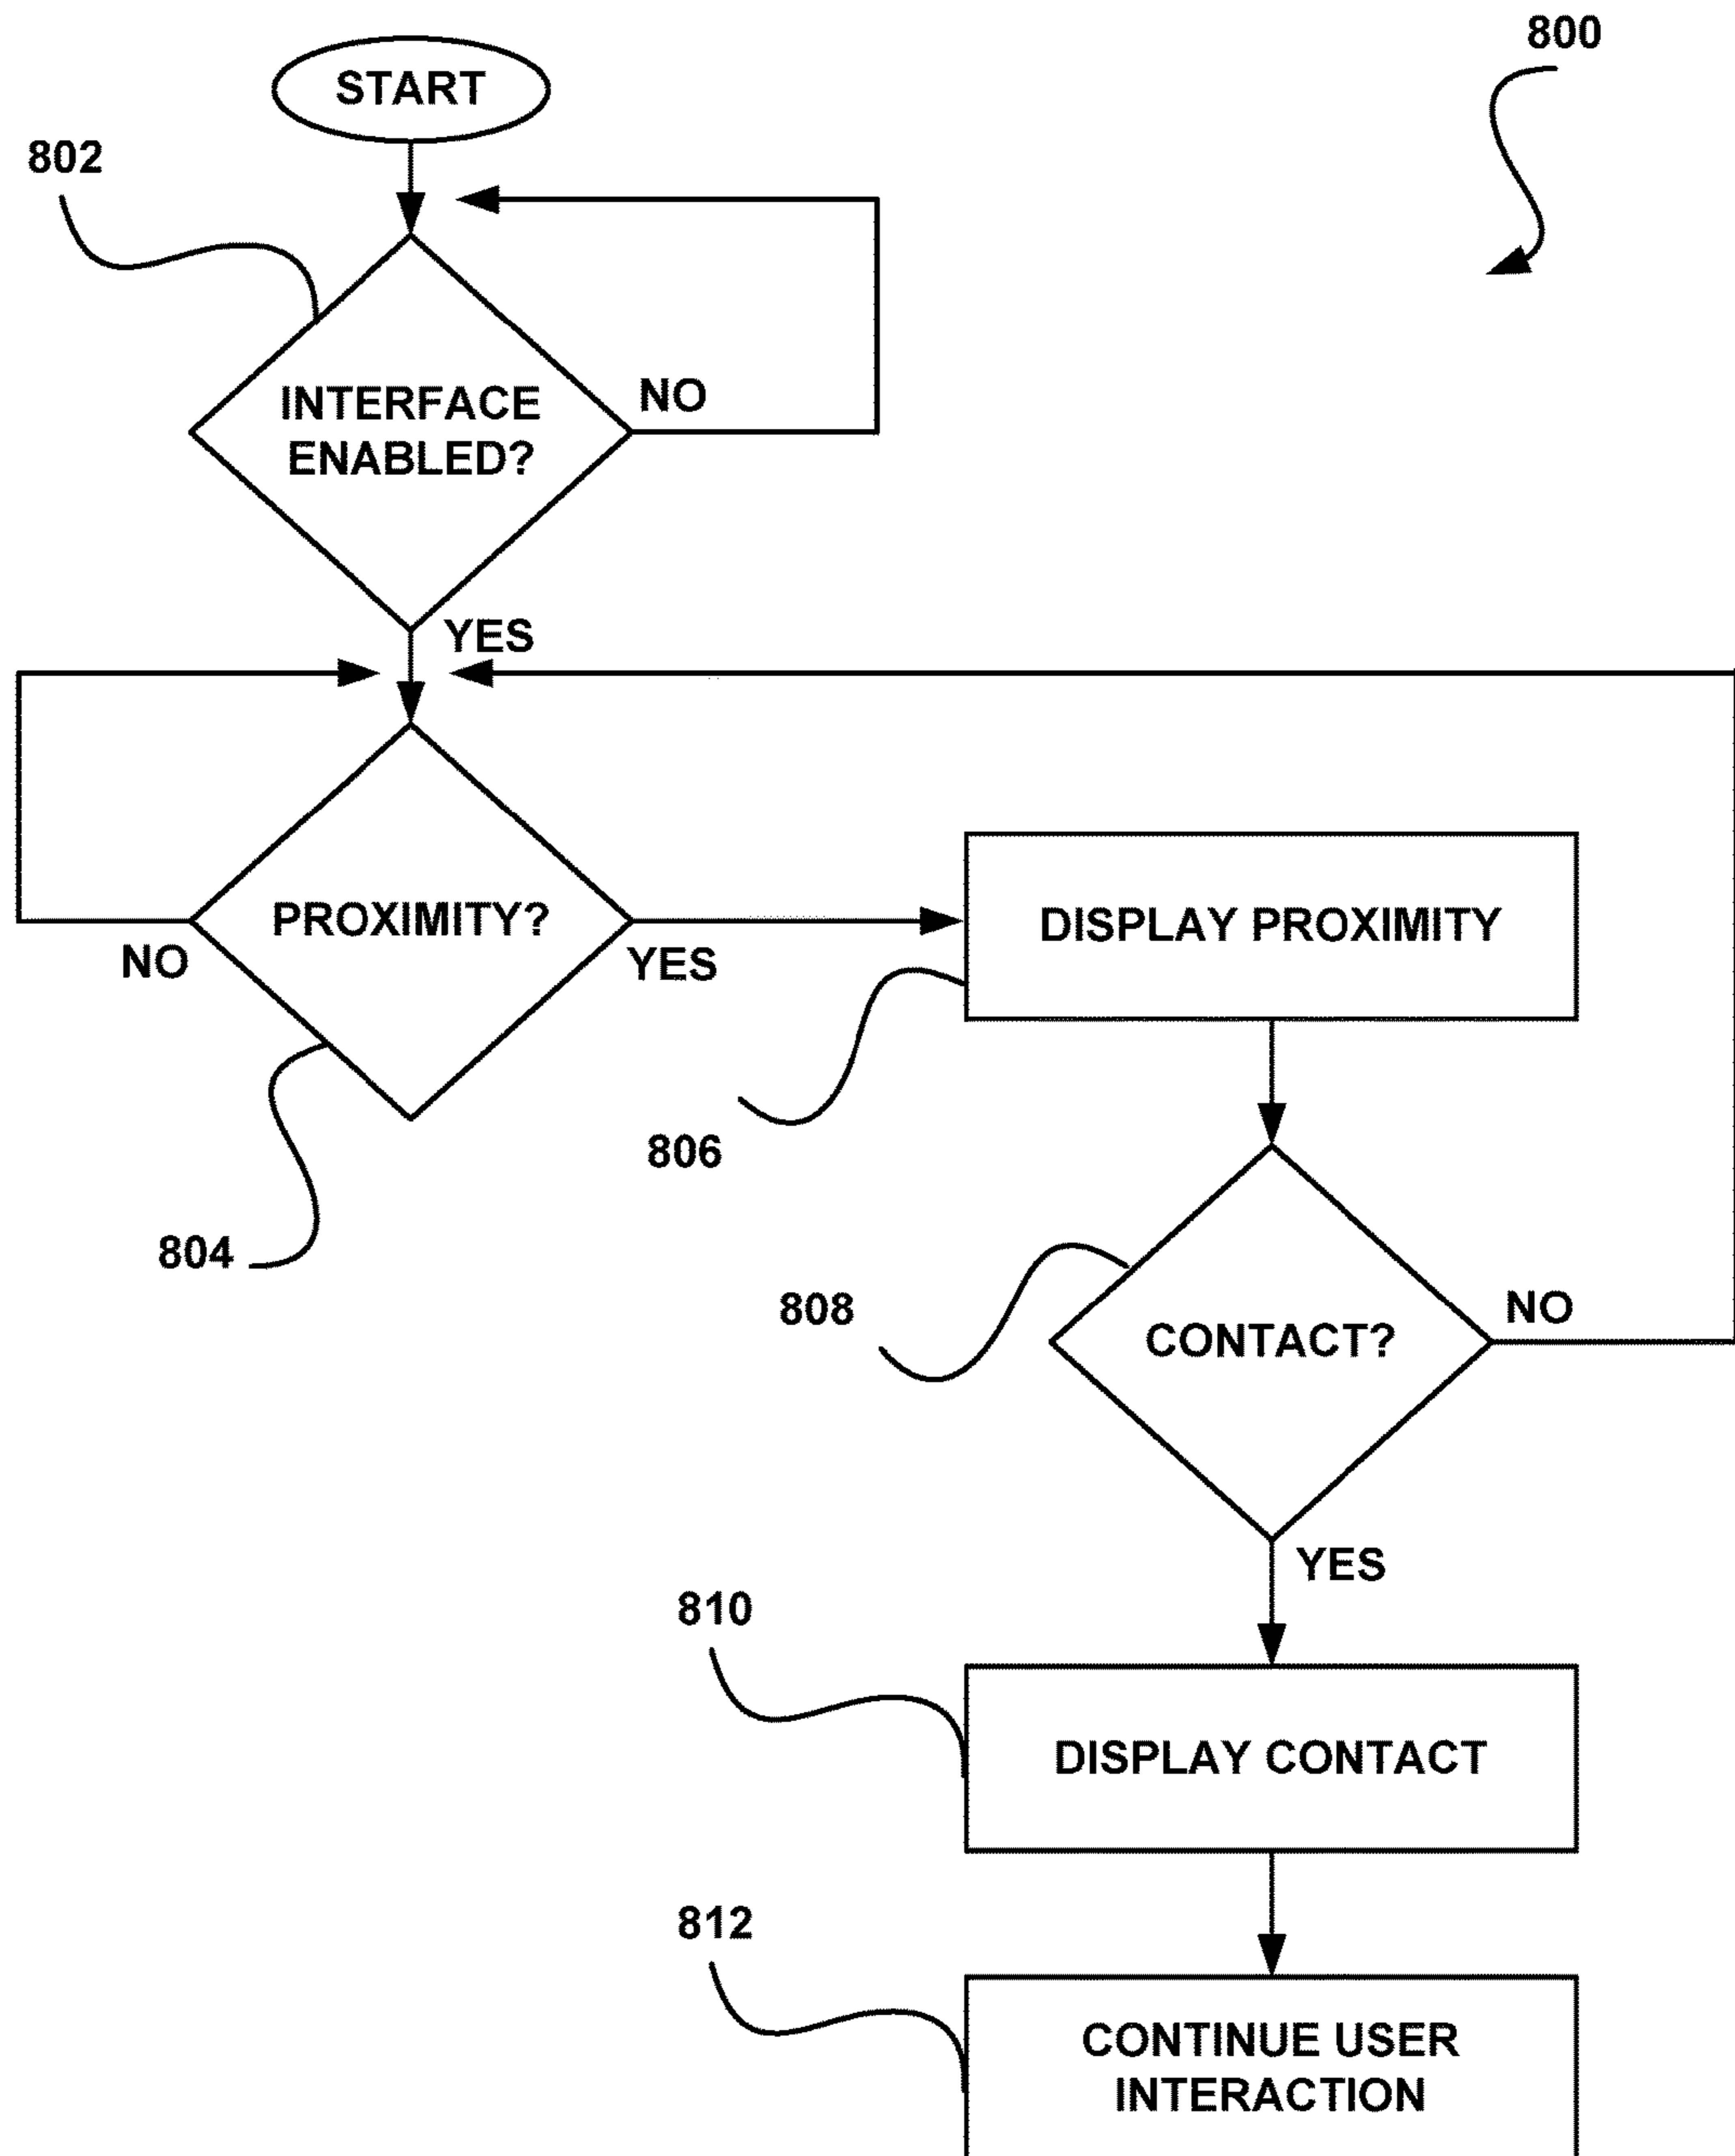 800
START
802
INTERFACE
ENABLED?
NO
YES
PROXIMITY?
NO
YES
DISPLAY PROXIMITY
806
804
808
CONTACT?
NO
YES
810
DISPLAY CONTACT
812
CONTINUE USER
INTERACTION